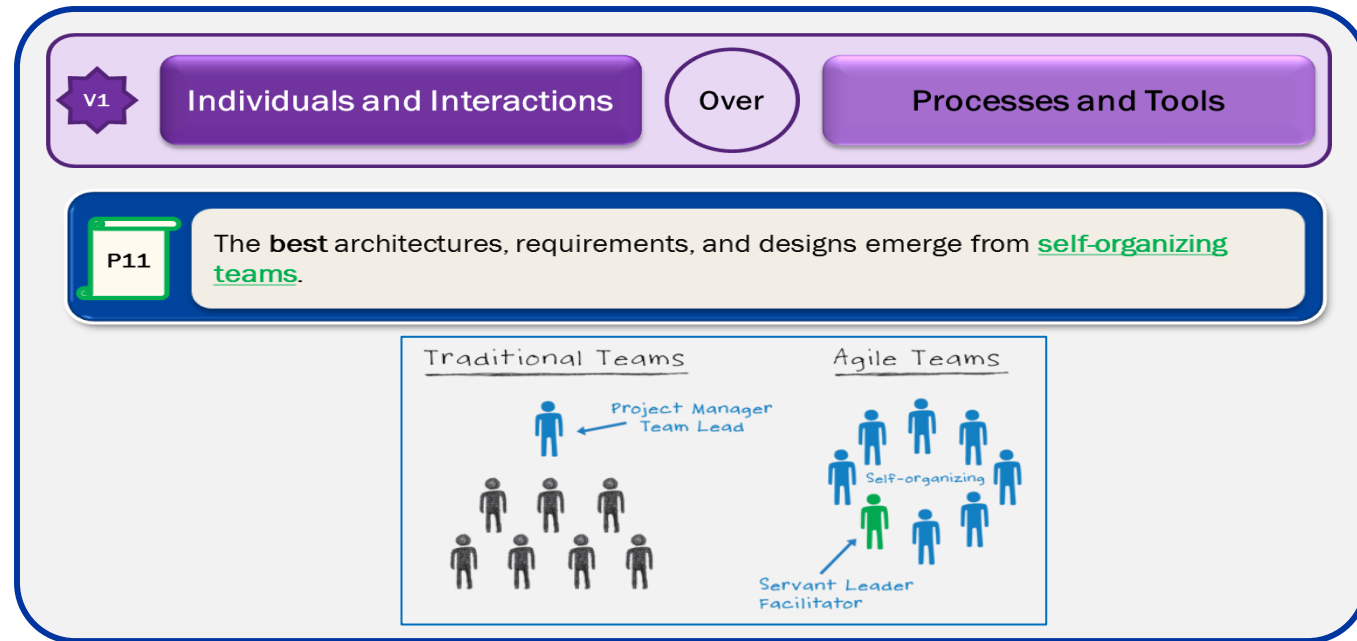 V1
Individuals and Interactions
Over
Processes and Tools
P11
The best architectures, requirements, and designs emerge from self-organizing
teams.
Traditional Teams
Project Manager
Team Lead
Agile Teams
Self-organizing
Servant Leader
Facilitator